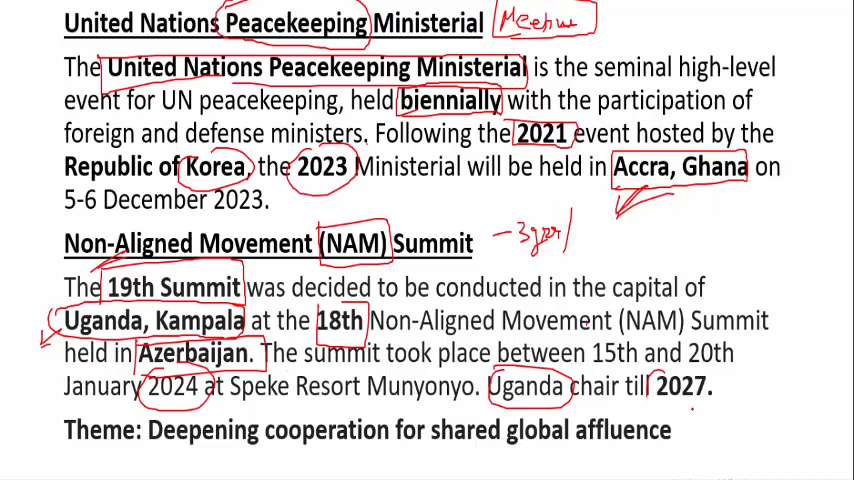 United Nations Peacekeeping Ministerial
The United Nations Peacekeeping Ministerial is the seminal high-level
event for UN peacekeeping, held biennially with the participation of
foreign and defense ministers. Following the 2021 event hosted by the
Republic of Korea, the 2023 Ministerial will be held in Accra, Ghana on
5-6 December 2023.
Non-Aligned Movement (NAM) Summit
The 19th Summit was decided to be conducted in the capital of
Uganda, Kampala at the 18th Non-Aligned Movement (NAM) Summit
held in Azerbaijan. The summit took place between 15th and 20th
January 2024 at Speke Resort Munyonyo. Uganda chair till 2027.
Theme: Deepening cooperation for shared global affluence